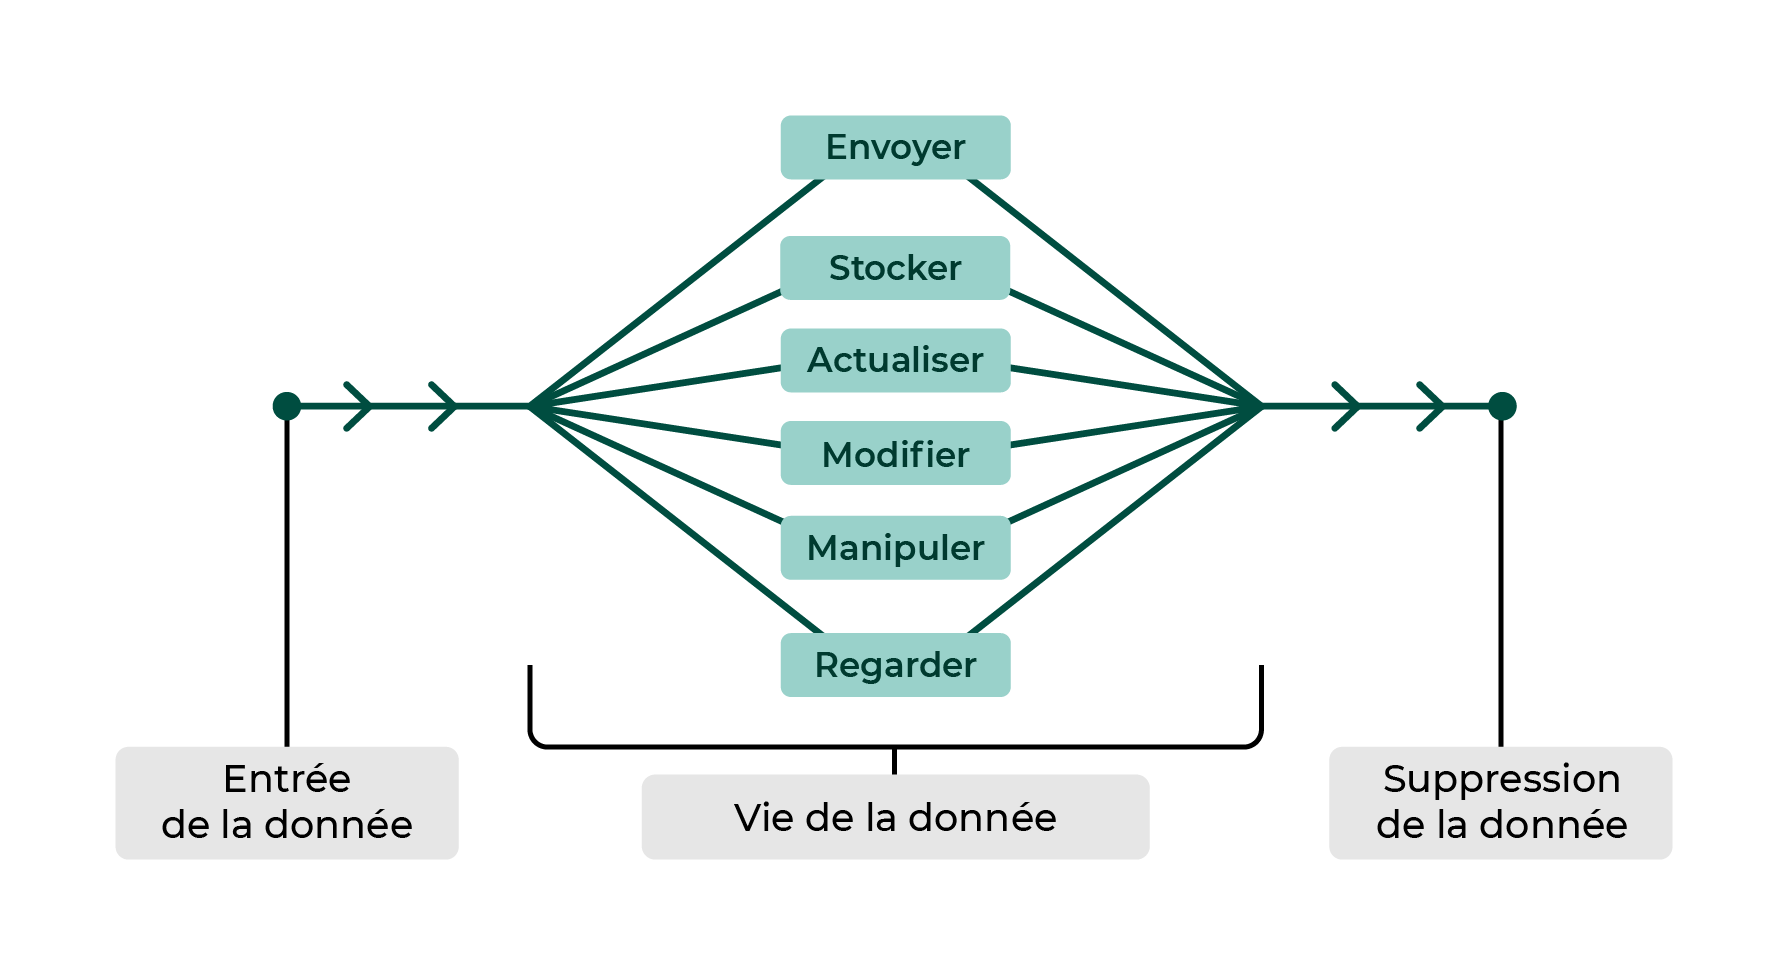 Envoyer
Stocker
Actualiser
Modifier
Manipuler
Regarder
Entrée
de la donnée
Vie de la donnée
Suppression
de la donnée